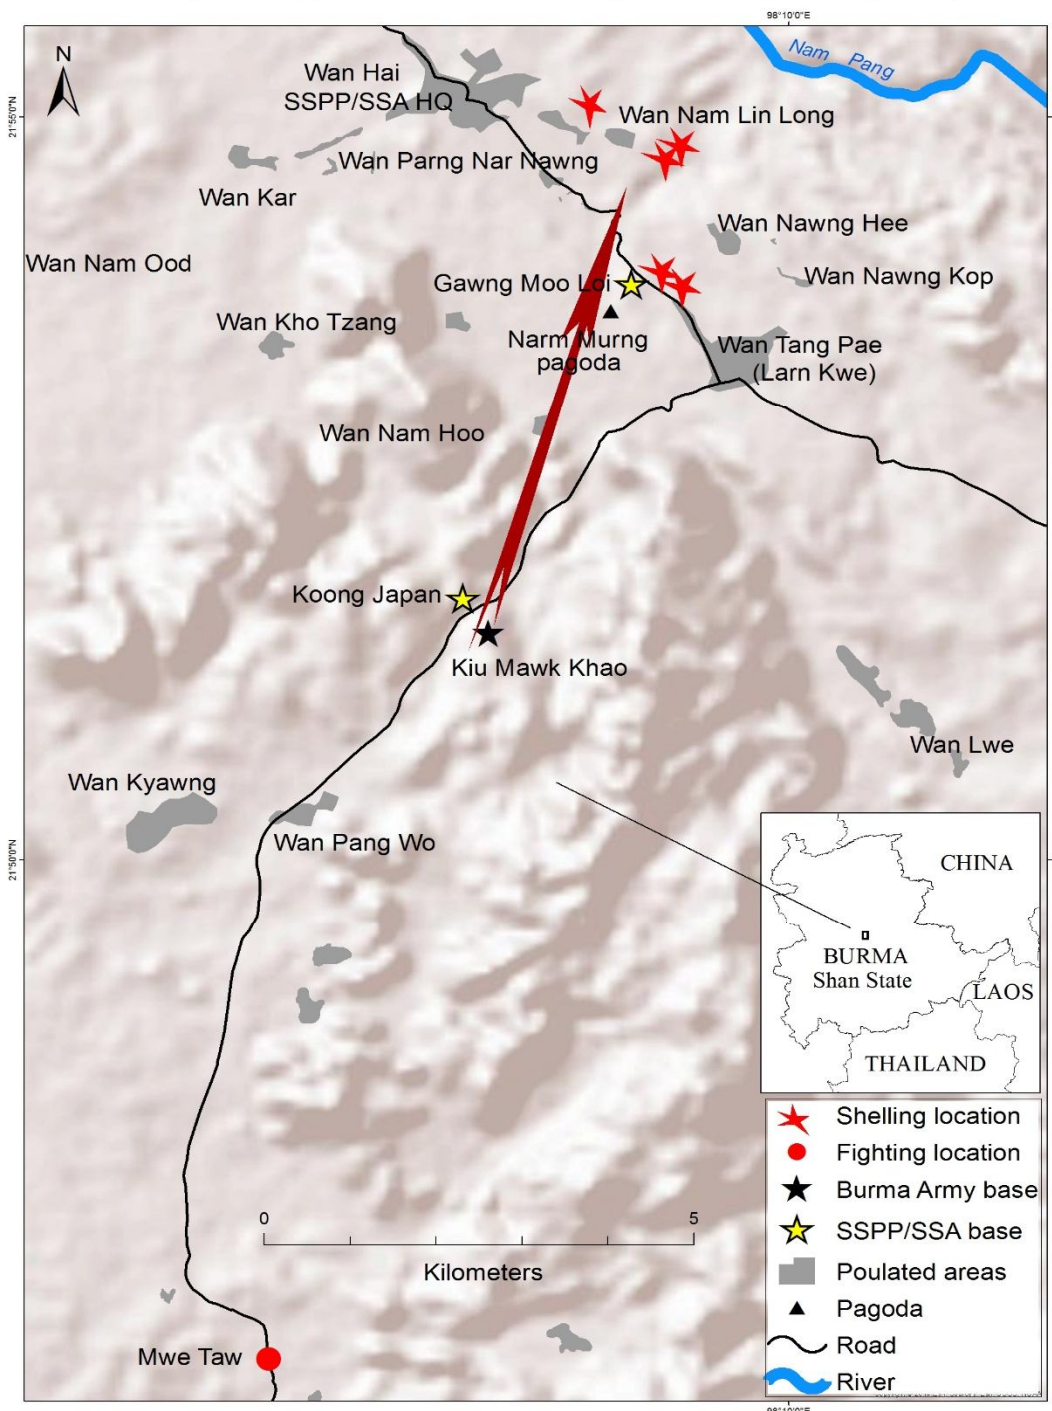 98°10'0"E
N
Nam Pang
Wan Hai
SSPP/SSA HQ
21°55'0"N
Wan Nam Lin Long
Wan Parng Nar Nawng
Wan Kar
Wan Nawng Hee
Wan Nam Ood
Wan Nawng Kop
Gawng Moo Loi
Wan Kho Tzang
Narm Murng
pagoda
Wan Tang Pae
(Larn Kwe)
Wan Nam Hoo
Koong Japan
Kiu Mawk Khao
Wan Lwe
Wan Kyawng
Wan Pang Wo
21°50'0"N
CHINA
BURMA
Shan State
LAOS
THAILAND
Shelling location
Fighting location
Burma Army base
SSPP/SSA base
Poulated areas
Pagoda
Road
River
0 5
Kilometers
Mwe Taw
98°10'0"E